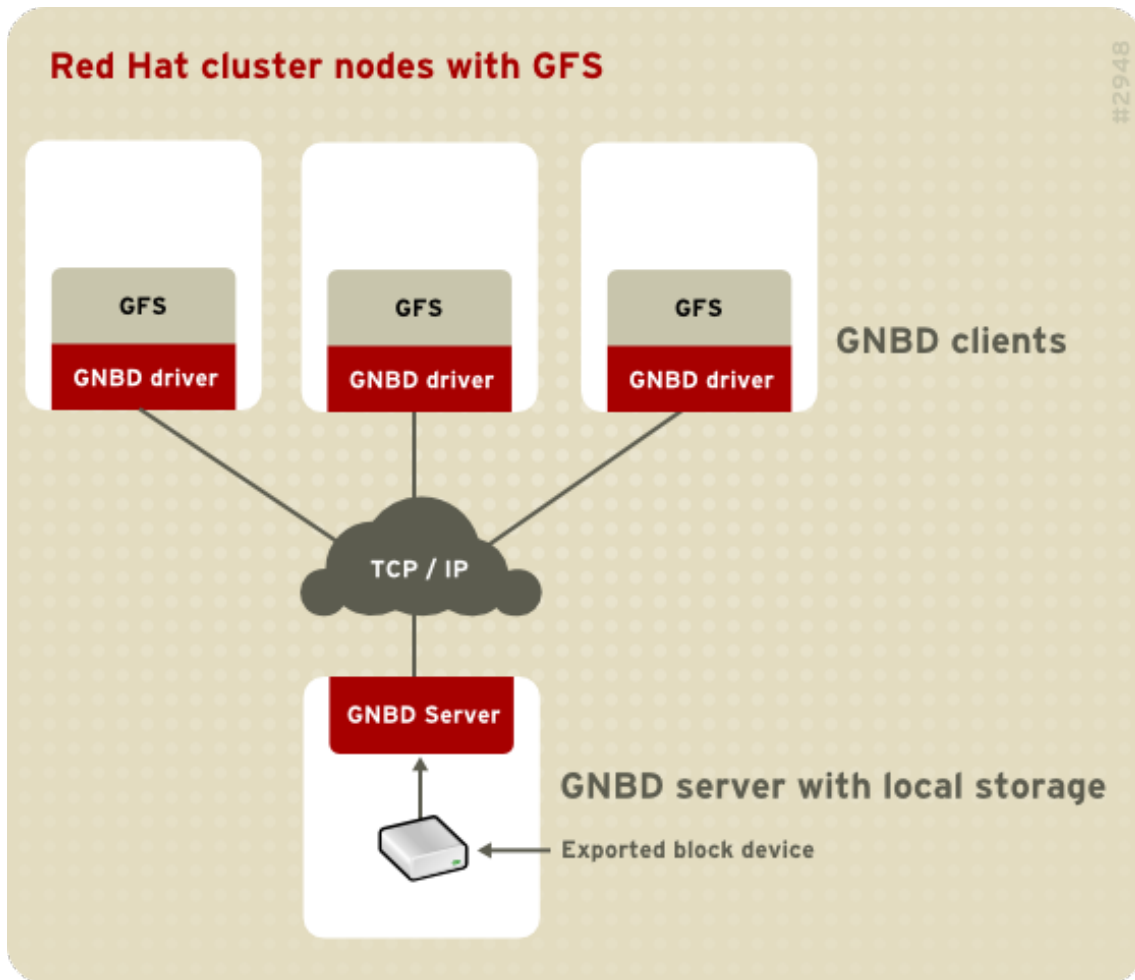 Red Hat cluster nodes with GFS
#2948
GFS
GFS
GFS
GNBD driver
GNBD driver
GNBD driver
GNBD clients
TCP / IP
GNBD Server
GNBD server with local storage
Exported block device